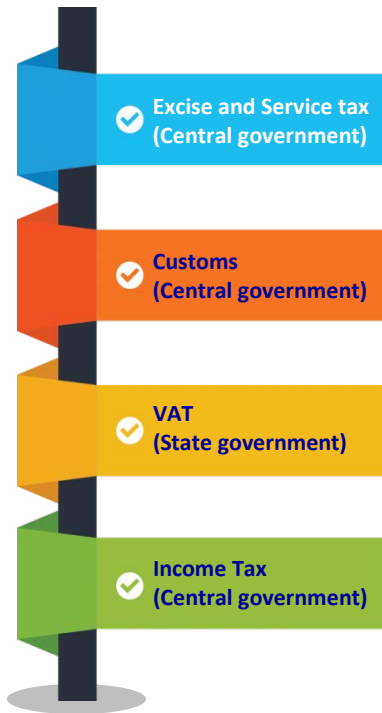 Excise and Service tax
(Central government)
Customs
(Central government)
VAT
(State government)
Income Tax
(Central government)